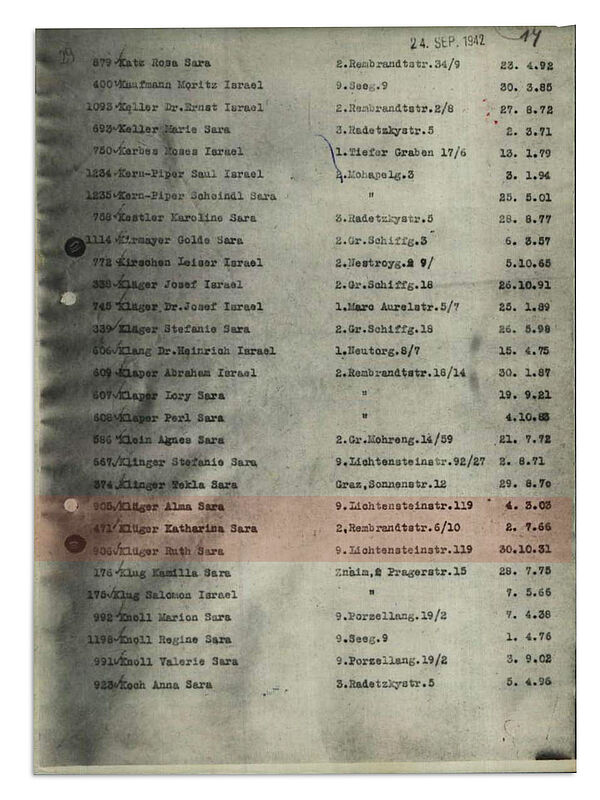 24. SEP. 1942 14
879 Katz Rosa Sara 2.Rembrandtstr.34/9 23. 4.92
400 Kaufmann Moritz Israel 9.Seeg.9 30. 3.85
1093 Keller Dr.Ernst Israel 2.Rembrandtstr.2/8 27. 8.72
693 Keller Marie Sara 3.Radetzkystr.5 2. 3.71
750 Kerbes Moses Israel 1.Tiefer Graben 17/6 13. 1.79
1234 Kern-Piper Saul Israel 2.Mohapelg.3 3. 1.94
1235 Kern-Piper Scheindl Sara " 25. 5.01
758 Kestler Karoline Sara 3.Radetzkystr.5 28. 8.77
1114 Kirmayer Golde Sara 2.Gr.Schiffg.3 6. 3.57
772 Kirschen Leiser Israel 2.Nestroyg. 9/ 5.10.65
338 Kläger Josef Israel 2.Gr.Schiffg.18 26.10.91
745 Kläger Dr.Josef Israel 1.Marc Aurelstr.5/7 25. 1.89
339 Kläger Stefanie Sara 2.Gr.Schiffg.18 26. 5.98
606 Klang Dr.Heinrich Israel 1.Neutorg.8/7 15. 4.75
609 Klaper Abraham Israel 2.Rembrandtstr.18/14 30. 1.87
607 Klaper Lory Sara " 19. 9.21
608 Klaper Perl Sara " 4.10.83
586 Klein Agnes Sara 2.Gr.Mohreng.14/59 21. 7.72
667 Klinger Stefanie Sara 9.Lichtensteinstr.92/27 2. 8.71
374 Klinger Tekla Sara Graz,Sonnenstr.12 29. 8.70
905 Klüger Alma Sara 9.Lichtensteinstr.119 4. 3.03
471 Klüger Katharina Sara 2,Rembrandtstr.6/10 2. 7.66
906 Klüger Ruth Sara 9.Lichtensteinstr.119 30.10.31
176 Klug Kamilla Sara Znaim, Pragerstr.15 28. 7.75
175 Klug Salomon Israel " 7. 5.66
992 Knoll Marion Sara 9.Porzellang.19/2 7. 4.38
1198 Knoll Regine Sara 9.Seeg.9 1. 4.76
991 Knoll Valerie Sara 9.Porzellang.19/2 3. 9.02
923 Koch Anna Sara 3.Radetzkystr.5 5. 4.96